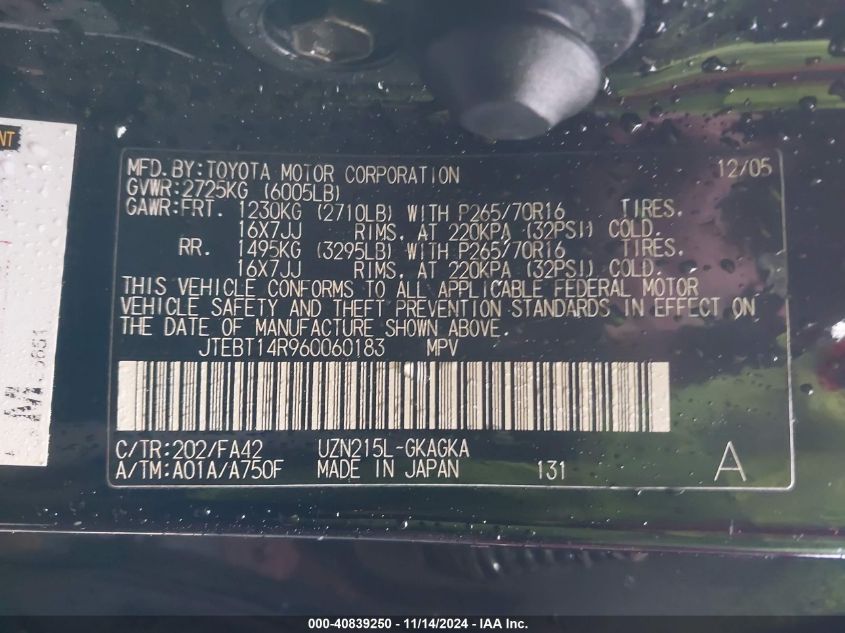 MFD.BY:TOYOTA MOTOR CORPORATION 12/05
GVWR:2725KG (6005LB)
GAWR:FRT. 1230KG (2710LB) WITH P265/70R16 TIRES.
16X7JJ RIMS, AT 220KPA (32PSI) COLD.
RR. 1495KG (3295LB) WITH P265/70R16 TIRES.
16X7JJ RIMS, AT 220KPA (32PSI) COLD.
THIS VEHICLE CONFORMS TO ALL APPLICABLE FEDERAL MOTOR
VEHICLE SAFETY AND THEFT PREVENTION STANDARDS IN EFFECT ON
THE DATE OF MANUFACTURE SHOWN ABOVE.
JTEBT14R960060183 MPV
C/TR:202/FA42 UZN215L-GKAGKA
A/TM:A01A/A750F MADE IN JAPAN 131 A
000-40839250 - 11/14/2024 - IAA Inc.